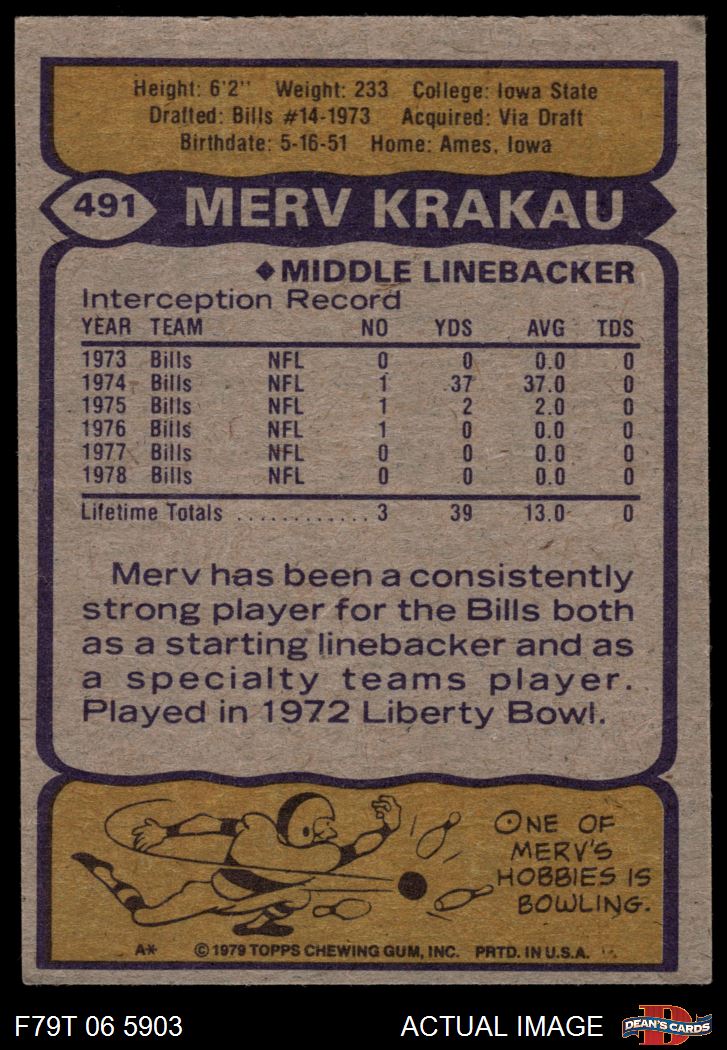 Height: 6'2" Weight: 233 College: Iowa State
Drafted: Bills #14-1973 Acquired: Via Draft
Birthdate: 5-16-51 Home: Ames, Iowa
491 MERV KRAKAU
◆MIDDLE LINEBACKER
Interception Record
YEAR TEAM NO YDS AVG TDS
1973 Bills NFL 0 0 0.0 0
1974 Bills NFL 1 37 37.0 0
1975 Bills NFL 1 2 2.0 0
1976 Bills NFL 1 0 0.0 0
1977 Bills NFL 0 0 0.0 0
1978 Bills NFL 0 0 0.0 0
Lifetime Totals ............ 3 39 13.0 0
Merv has been a consistently
strong player for the Bills both
as a starting linebacker and as
a specialty teams player.
Played in 1972 Liberty Bowl.
ONE OF
MERV'S
HOBBIES IS
BOWLING.
A* © 1979 TOPPS CHEWING GUM, INC. PRTD. IN U.S.A.
F79T 06 5903 ACTUAL IMAGE D DEAN'S CARDS